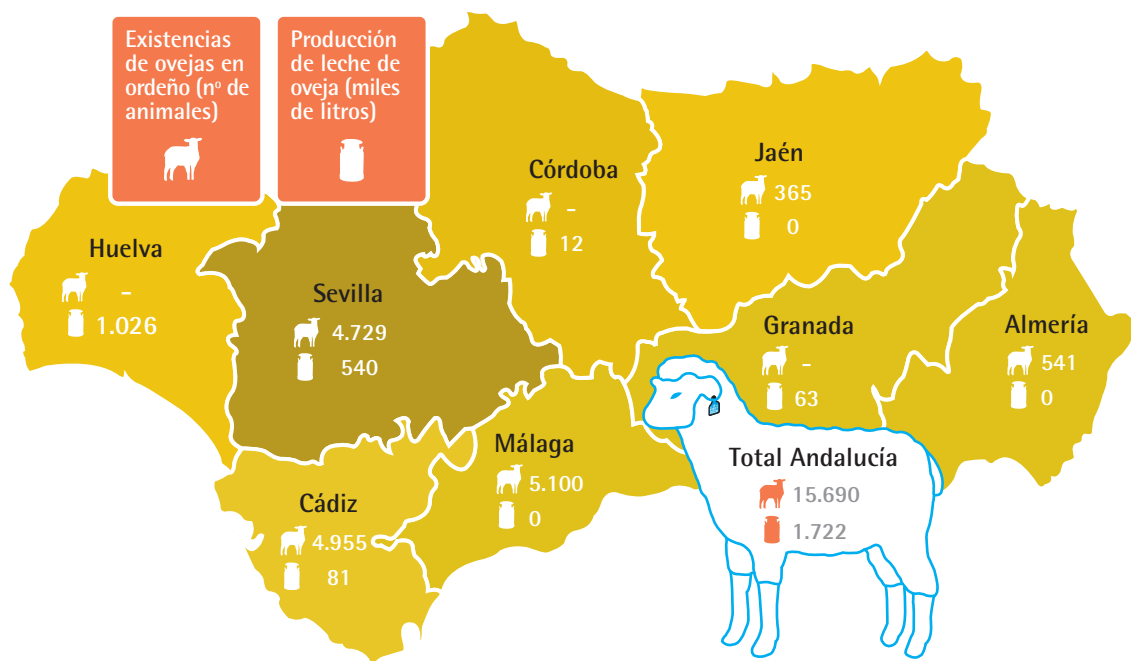 Existencias
de ovejas en
ordeño (nº de
animales)
Producción
de leche de
oveja (miles
de litros)
Córdoba
-
12
Jaén
365
0
Huelva
-
1.026
Sevilla
4.729
540
Granada
-
63
Almería
541
0
Málaga
5.100
0
Cádiz
4.955
81
Total Andalucía
15.690
1.722